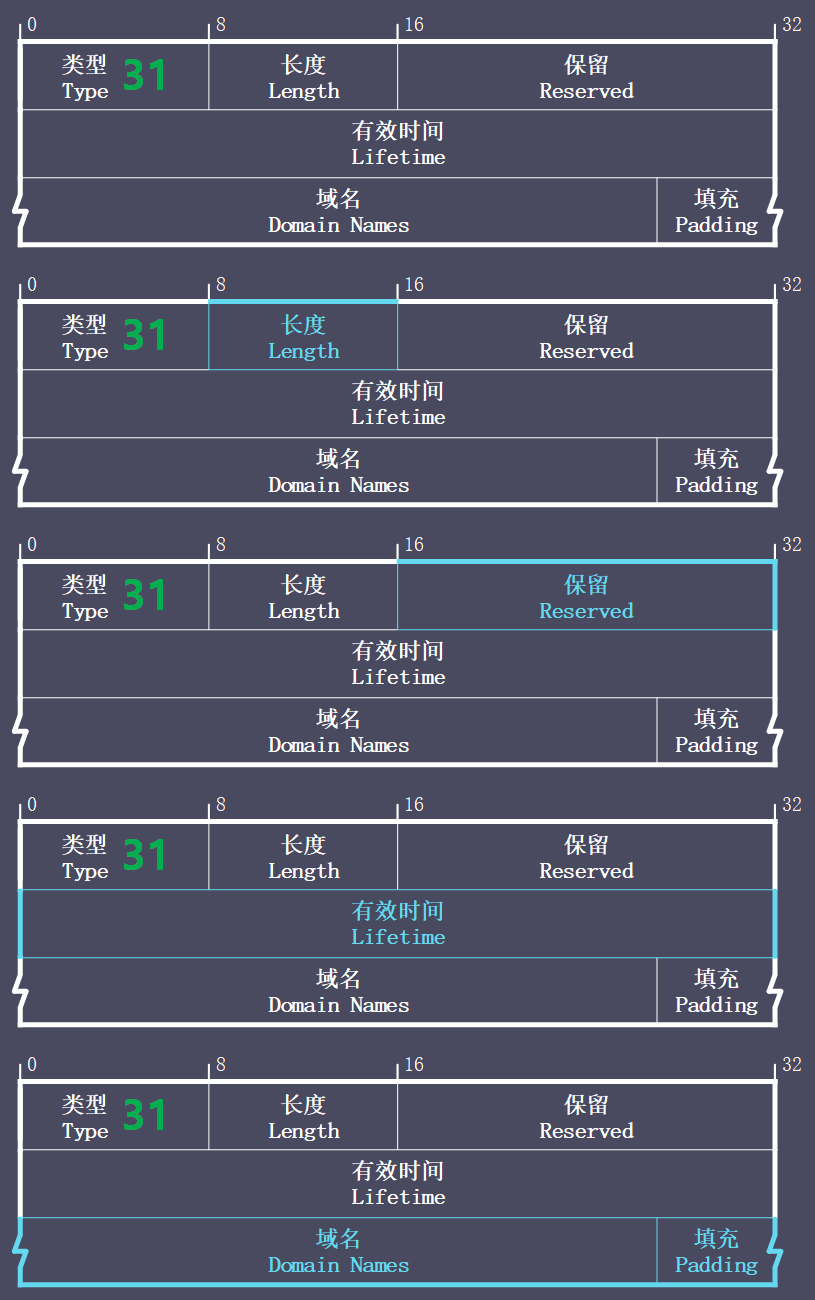 0 8 16 32
类型 31 长度 保留
Type Length Reserved
有效时间
Lifetime
域名 填充
Domain Names Padding
0 8 16 32
类型 31 长度 保留
Type Length Reserved
有效时间
Lifetime
域名 填充
Domain Names Padding
0 8 16 32
类型 31 长度 保留
Type Length Reserved
有效时间
Lifetime
域名 填充
Domain Names Padding
0 8 16 32
类型 31 长度 保留
Type Length Reserved
有效时间
Lifetime
域名 填充
Domain Names Padding
0 8 16 32
类型 31 长度 保留
Type Length Reserved
有效时间
Lifetime
域名 填充
Domain Names Padding